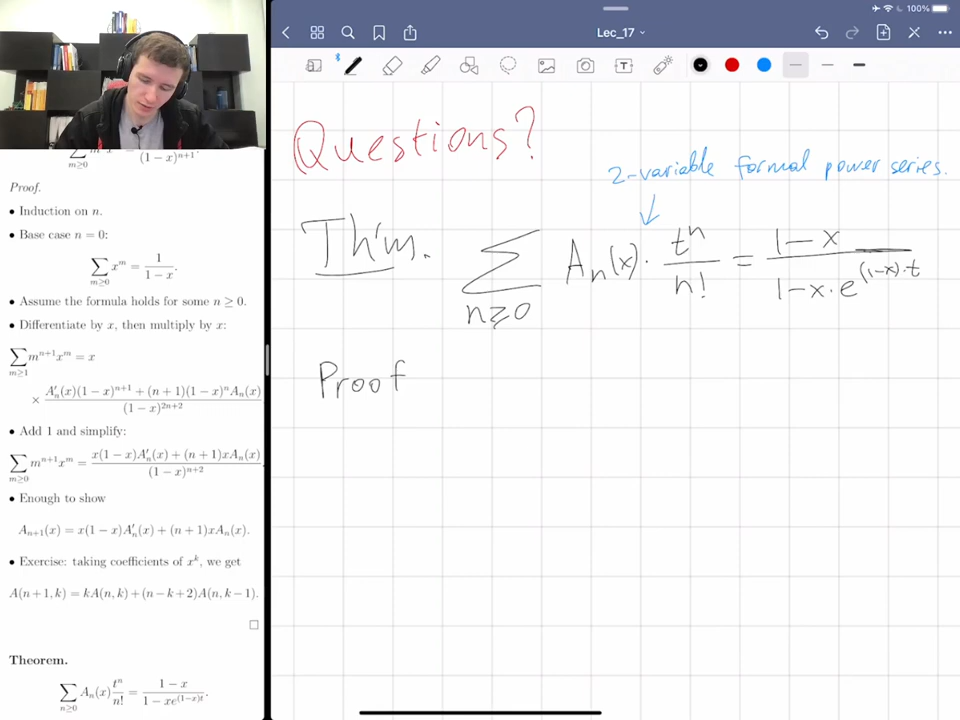 100%
Lec_17
Σ m≥0 (1 − x)^{n+1}.
Proof.
• Induction on n.
• Base case n = 0:
∑_{m≥0} x^m = 1/(1 − x).
• Assume the formula holds for some n ≥ 0.
• Differentiate by x, then multiply by x:
∑_{m≥1} m^{n+1}x^m = x
× (A′_n(x)(1 − x)^{n+1} + (n + 1)(1 − x)^n A_n(x))/(1 − x)^{2n+2}
• Add 1 and simplify:
∑_{m≥0} m^{n+1}x^m = (x(1 − x)A′_n(x) + (n + 1)xA_n(x))/(1 − x)^{n+2}
• Enough to show
A_{n+1}(x) = x(1 − x)A′_n(x) + (n + 1)xA_n(x).
• Exercise: taking coefficients of x^k, we get
A(n+1, k) = kA(n, k) + (n−k+2)A(n, k−1).
□
Theorem.
∑_{n≥0} A_n(x) t^n/n! = (1 − x)/(1 − xe^{(1−x)t}).
Questions?
2-variable formal power series.
Th'm. ∑_{n≥0} A_n(x) · t^n/n! = (1−x)/(1−x·e^{(1−x)·t})
Proof